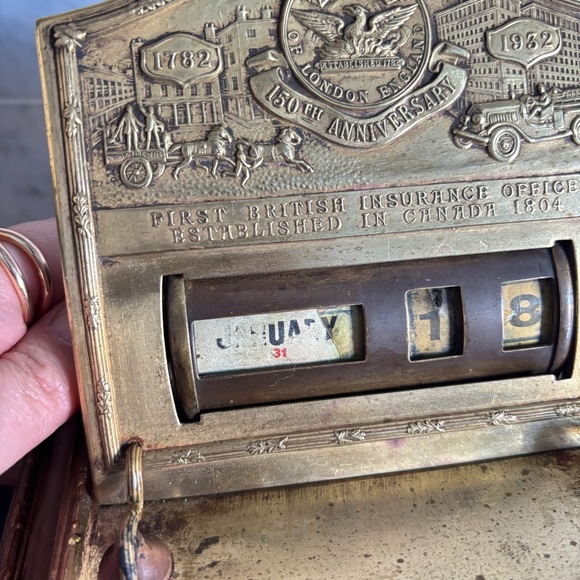 1782
1932
ESTABLISHED 1782
OF LONDON ENGLAND
150TH ANNIVERSARY
FIRST BRITISH INSURANCE OFFICE
ESTABLISHED IN CANADA 1804
JANUARY
31
1 8